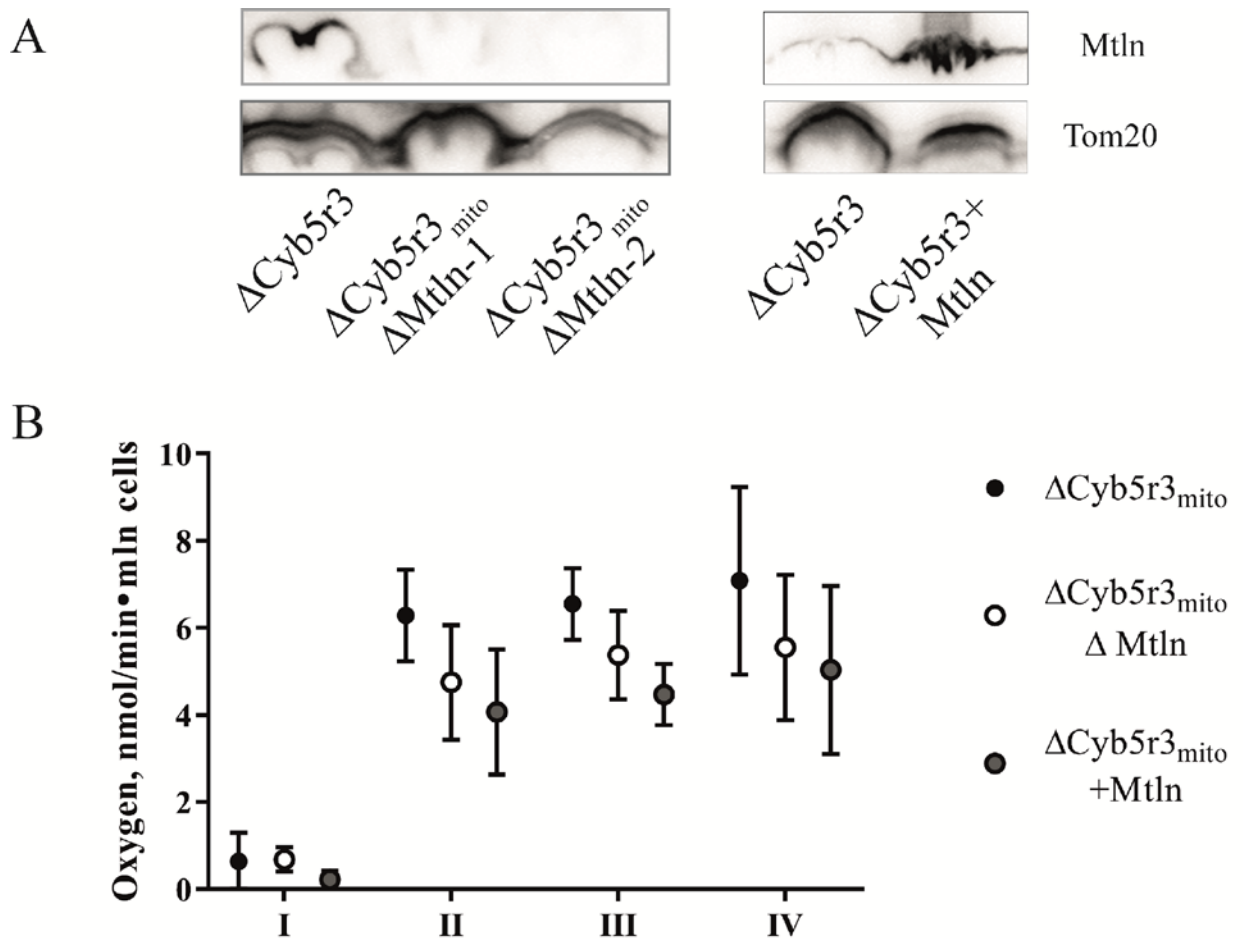 A
Mtln
Tom20
ΔCyb5r3
ΔCyb5r3 mito
ΔMtln-1
ΔCyb5r3 mito
ΔMtln-2
ΔCyb5r3
ΔCyb5r3+
Mtln
B
Oxygen, nmol/min•mln cells
10
8
6
4
2
0
I
II
III
IV
ΔCyb5r3mito
ΔCyb5r3mito
Δ Mtln
ΔCyb5r3mito
+Mtln